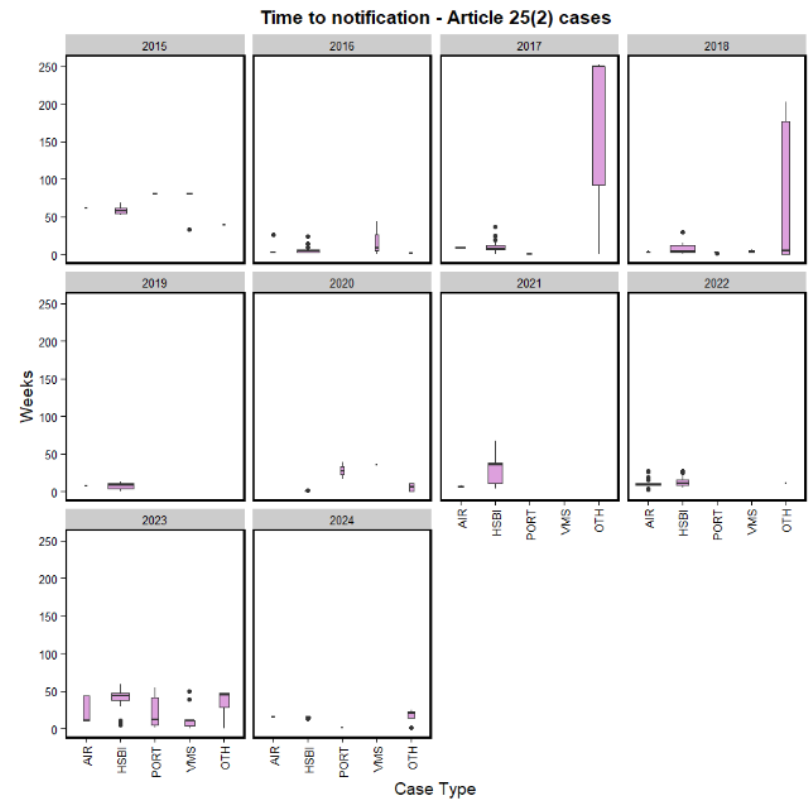 Time to notification - Article 25(2) cases
2015 2016 2017 2018
250
200
150
100
50
0
2019 2020 2021 2022
250
200
150
100
50
0
AIR HSBI PORT VMS OTH AIR HSBI PORT VMS OTH
2023 2024
250
200
150
100
50
0
AIR HSBI PORT VMS OTH AIR HSBI PORT VMS OTH
Weeks
Case Type